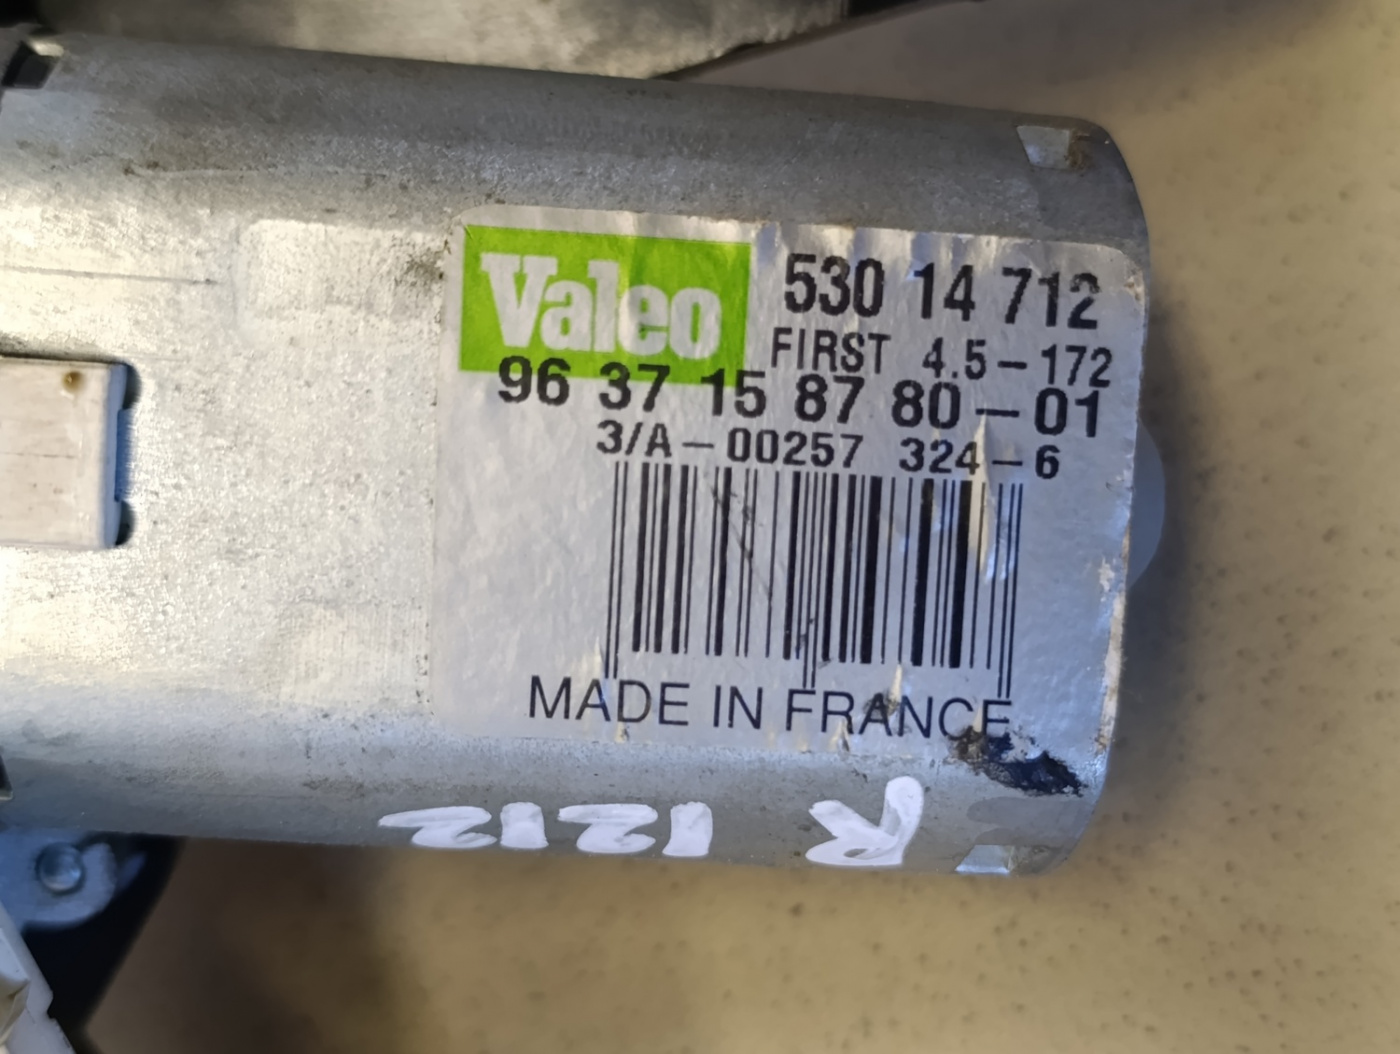 Valeo
530 14 712
FIRST 4.5-172
96 37 15 87 80-01
3/A-00257 324-6
MADE IN FRANCE
R 1212